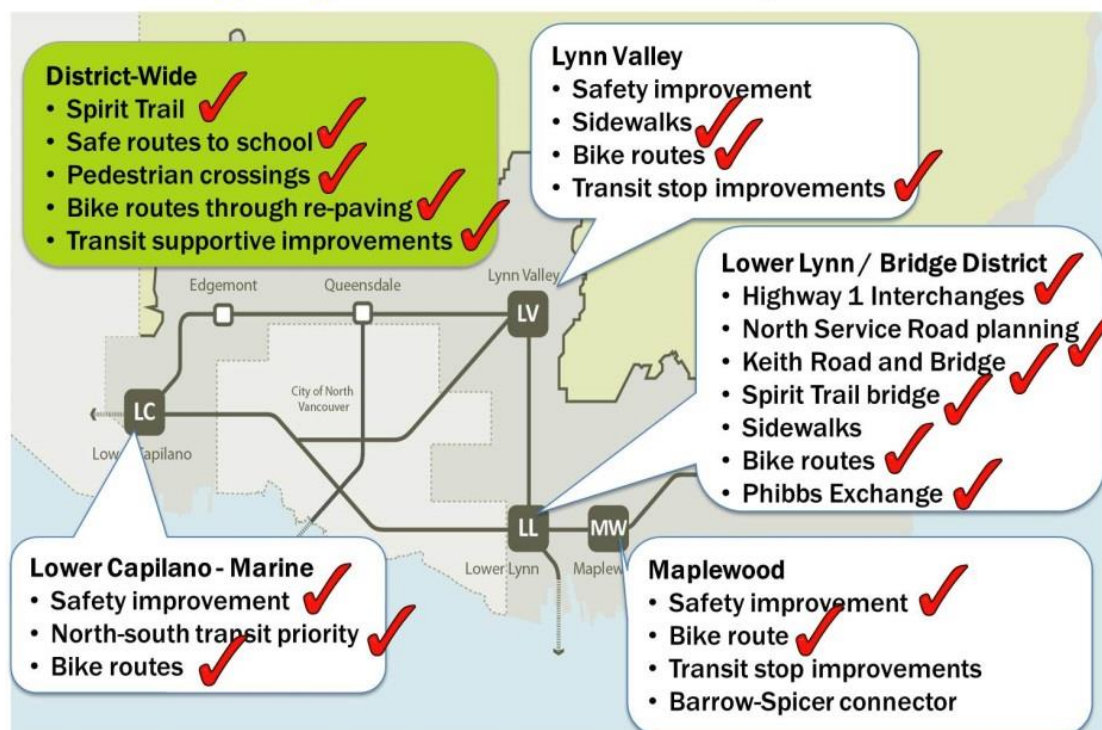 District-Wide
• Spirit Trail
• Safe routes to school
• Pedestrian crossings
• Bike routes through re-paving
• Transit supportive improvements
Lynn Valley
• Safety improvement
• Sidewalks
• Bike routes
• Transit stop improvements
Lower Lynn / Bridge District
• Highway 1 Interchanges
• North Service Road planning
• Keith Road and Bridge
• Spirit Trail bridge
• Sidewalks
• Bike routes
• Phibbs Exchange
Edgemont
Queensdale
Lynn Valley
LV
City of North
Vancouver
LC
Capilano
LL
MW
Lower Lynn
Lower Capilano - Marine
• Safety improvement
• North-south transit priority
• Bike routes
Maplewood
• Safety improvement
• Bike route
• Transit stop improvements
• Barrow-Spicer connector